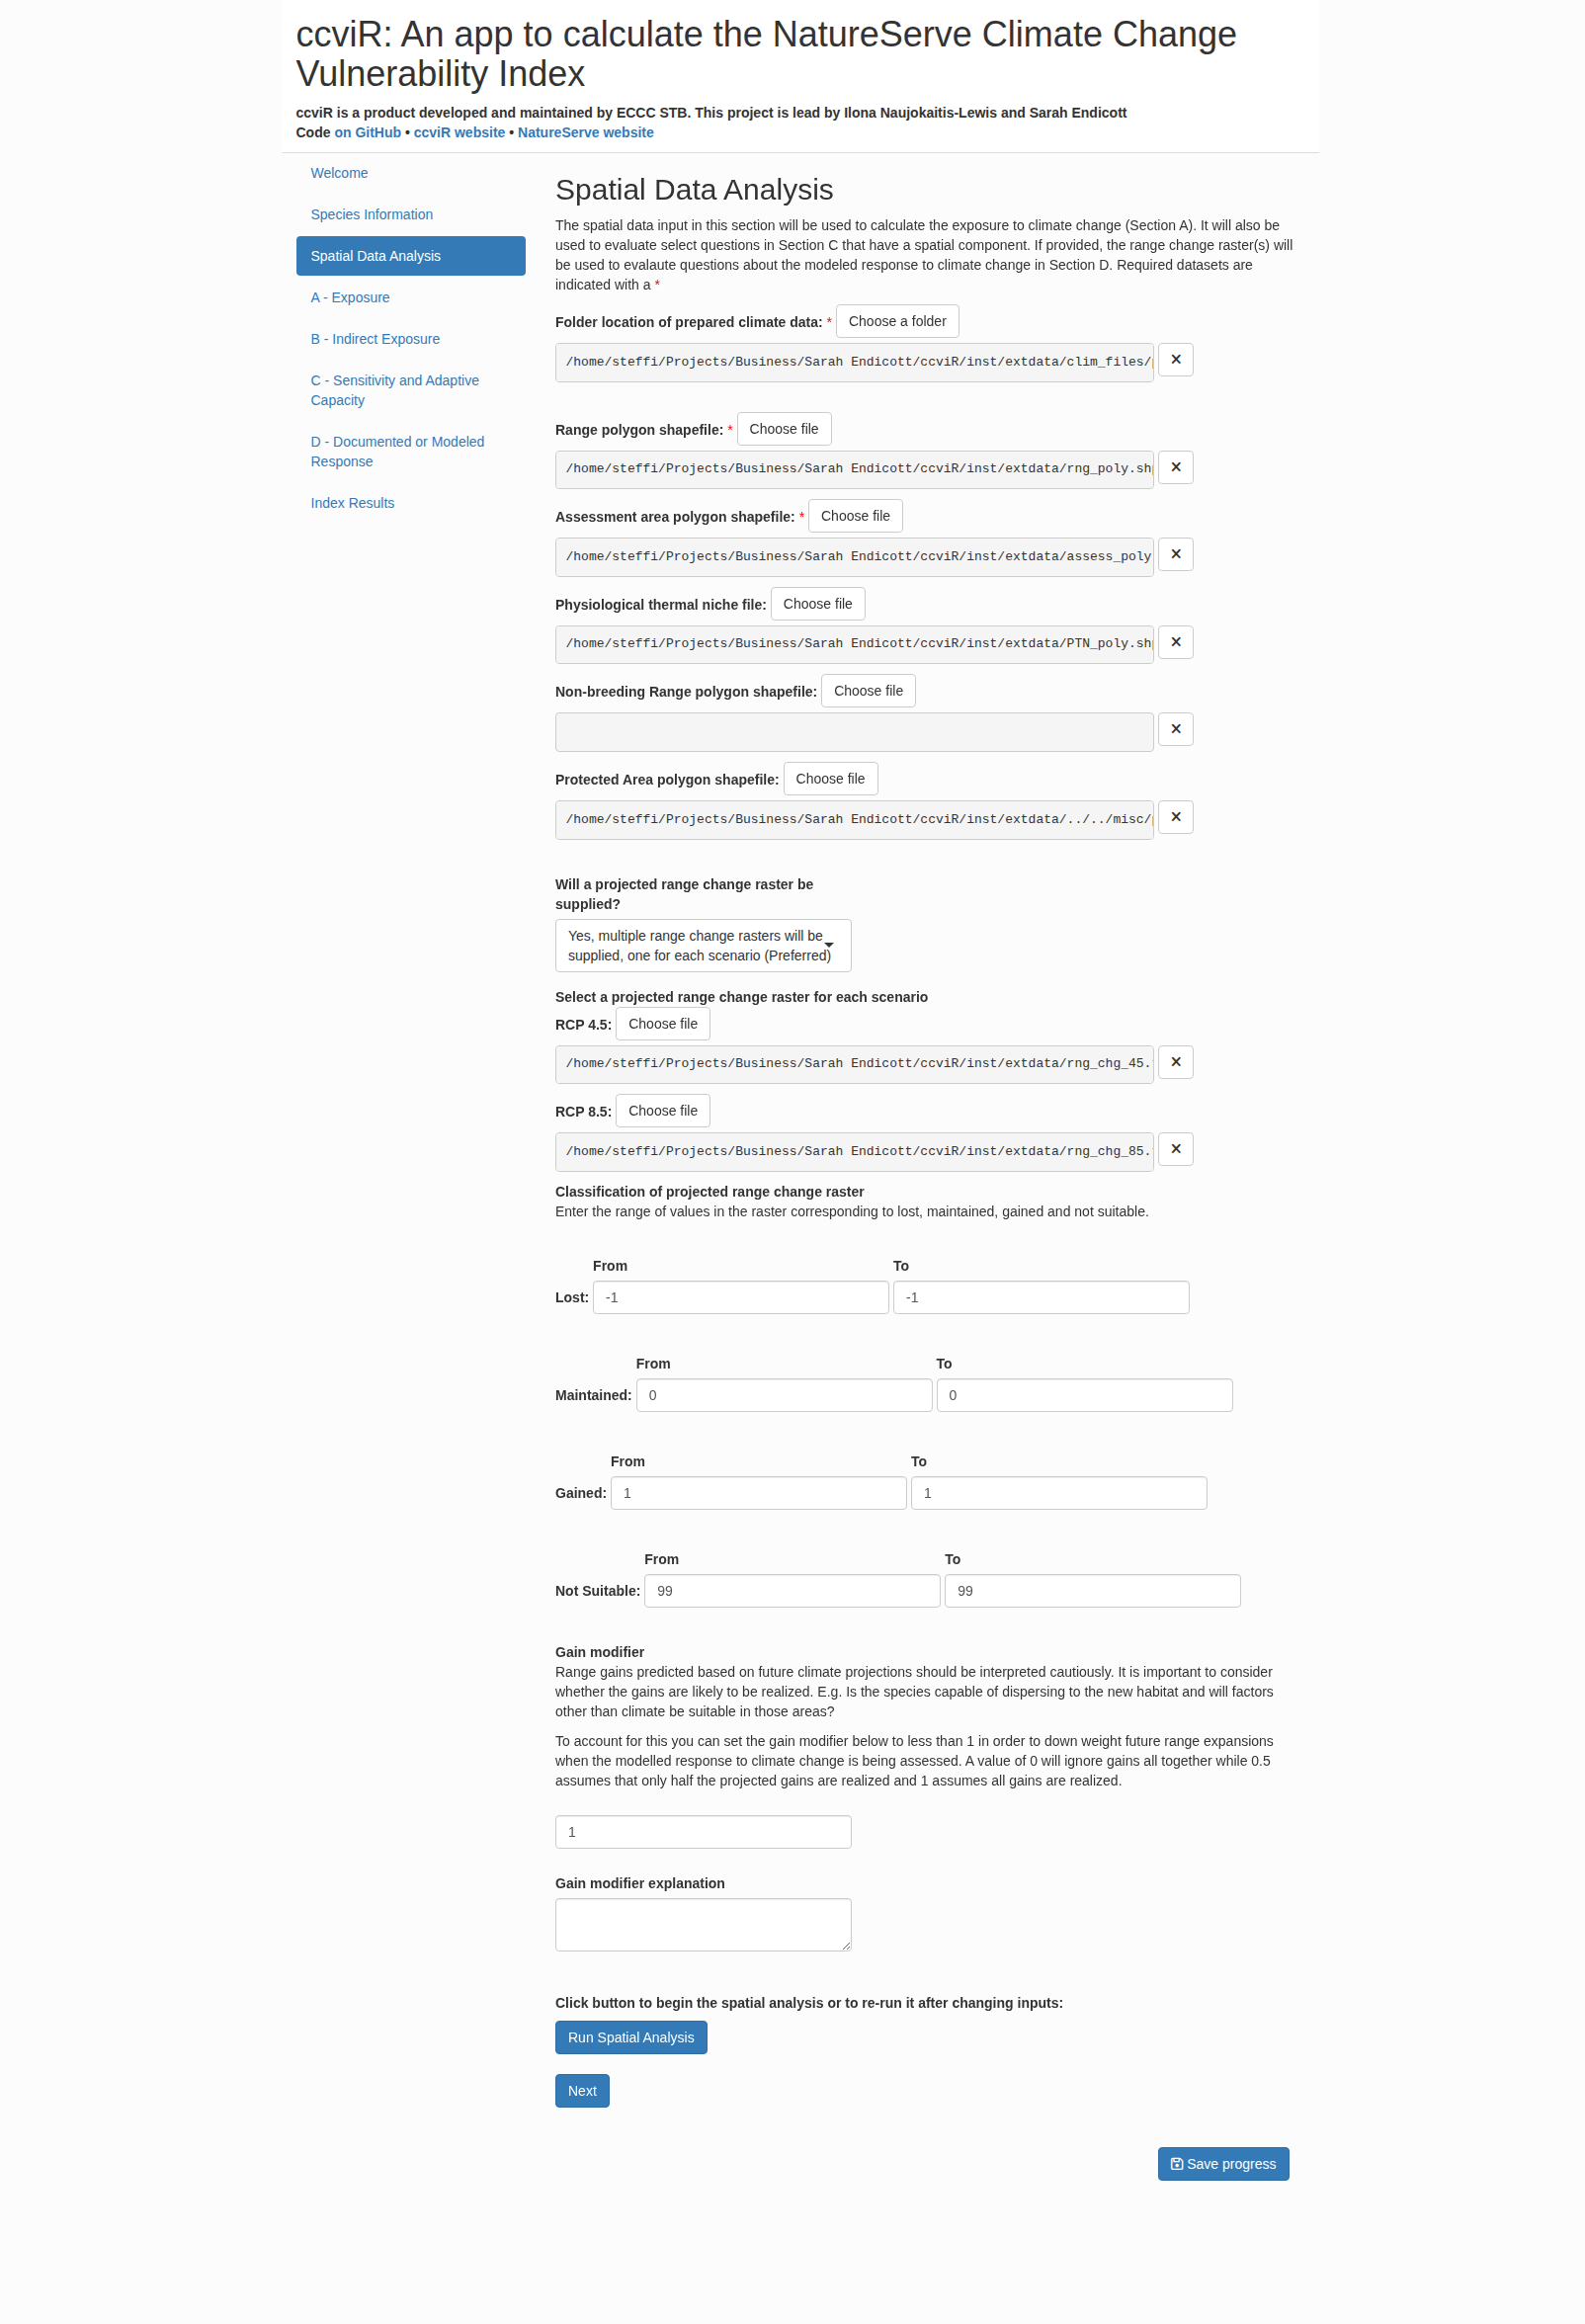 ccviR: An app to calculate the NatureServe Climate Change
Vulnerability Index
ccviR is a product developed and maintained by ECCC STB. This project is lead by Ilona Naujokaitis-Lewis and Sarah Endicott
Code on GitHub • ccviR website • NatureServe website
Welcome
Species Information
Spatial Data Analysis
A - Exposure
B - Indirect Exposure
C - Sensitivity and Adaptive
Capacity
D - Documented or Modeled
Response
Index Results
Spatial Data Analysis
The spatial data input in this section will be used to calculate the exposure to climate change (Section A). It will also be
used to evaluate select questions in Section C that have a spatial component. If provided, the range change raster(s) will
be used to evalaute questions about the modeled response to climate change in Section D. Required datasets are
indicated with a *
Folder location of prepared climate data: * Choose a folder
/home/steffi/Projects/Business/Sarah Endicott/ccviR/inst/extdata/clim_files/
Range polygon shapefile: * Choose file
/home/steffi/Projects/Business/Sarah Endicott/ccviR/inst/extdata/rng_poly.sh
Assessment area polygon shapefile: * Choose file
/home/steffi/Projects/Business/Sarah Endicott/ccviR/inst/extdata/assess_poly
Physiological thermal niche file: Choose file
/home/steffi/Projects/Business/Sarah Endicott/ccviR/inst/extdata/PTN_poly.sh
Non-breeding Range polygon shapefile: Choose file
Protected Area polygon shapefile: Choose file
/home/steffi/Projects/Business/Sarah Endicott/ccviR/inst/extdata/../../misc/
Will a projected range change raster be
supplied?
Yes, multiple range change rasters will be
supplied, one for each scenario (Preferred)
Select a projected range change raster for each scenario
RCP 4.5: Choose file
/home/steffi/Projects/Business/Sarah Endicott/ccviR/inst/extdata/rng_chg_45.
RCP 8.5: Choose file
/home/steffi/Projects/Business/Sarah Endicott/ccviR/inst/extdata/rng_chg_85.
Classification of projected range change raster
Enter the range of values in the raster corresponding to lost, maintained, gained and not suitable.
From To
Lost: -1 -1
From To
Maintained: 0 0
From To
Gained: 1 1
From To
Not Suitable: 99 99
Gain modifier
Range gains predicted based on future climate projections should be interpreted cautiously. It is important to consider
whether the gains are likely to be realized. E.g. Is the species capable of dispersing to the new habitat and will factors
other than climate be suitable in those areas?
To account for this you can set the gain modifier below to less than 1 in order to down weight future range expansions
when the modelled response to climate change is being assessed. A value of 0 will ignore gains all together while 0.5
assumes that only half the projected gains are realized and 1 assumes all gains are realized.
1
Gain modifier explanation
Click button to begin the spatial analysis or to re-run it after changing inputs:
Run Spatial Analysis
Next
Save progress